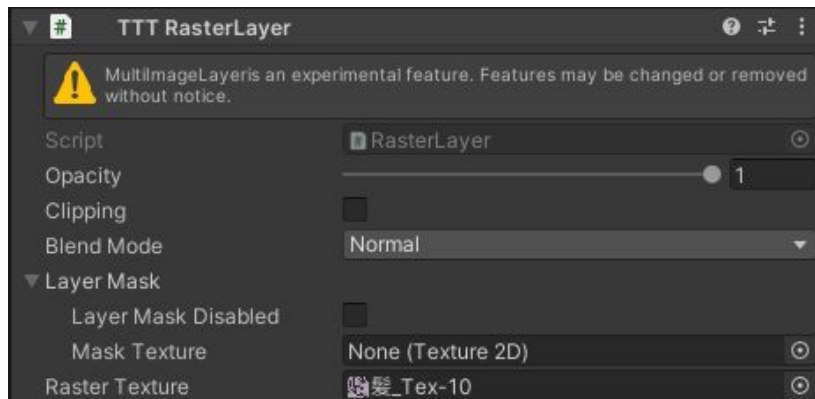 TTT RasterLayer
MultiImageLayeris an experimental feature. Features may be changed or removed
without notice.
Script RasterLayer
Opacity 1
Clipping
Blend Mode Normal
Layer Mask
Layer Mask Disabled
Mask Texture None (Texture 2D)
Raster Texture 髪_Tex-10